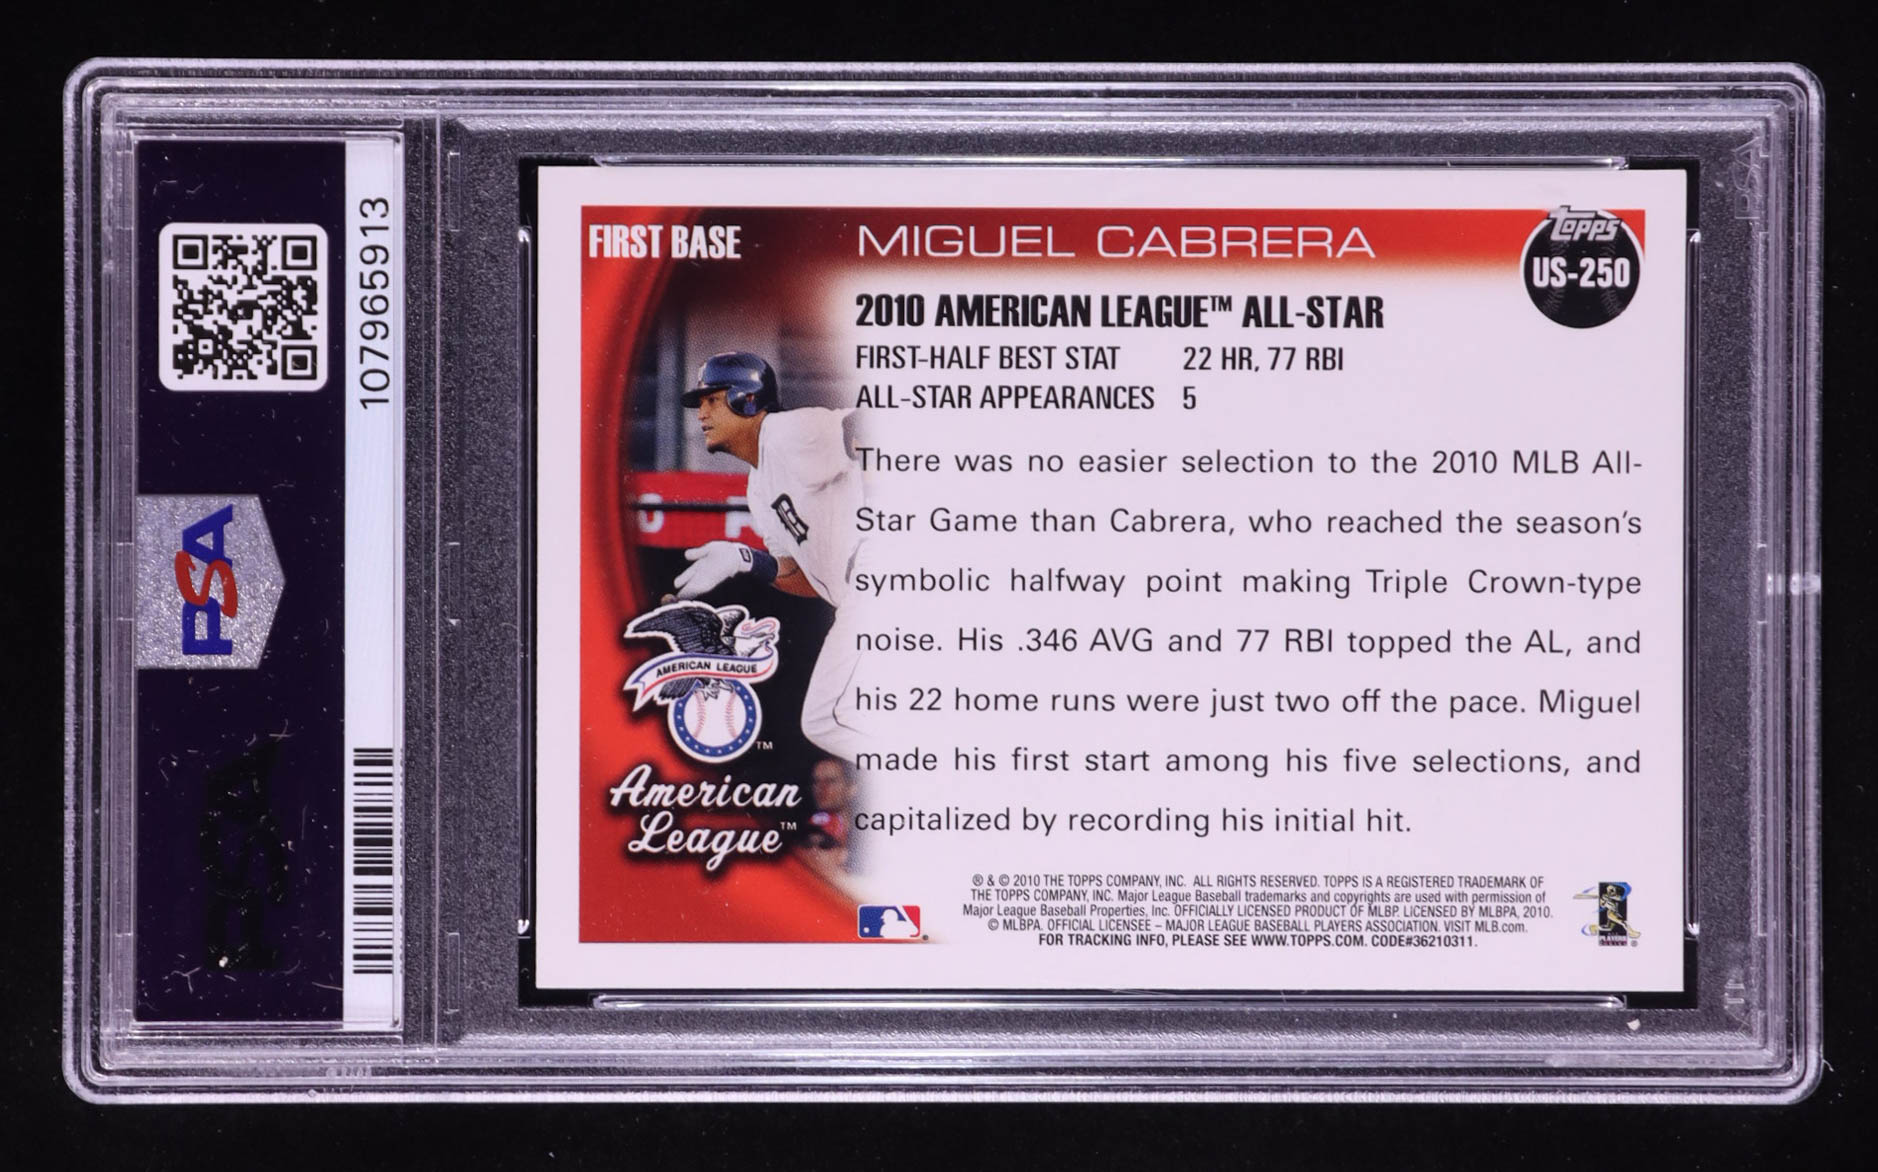 107965913
PSA
FIRST BASE
MIGUEL CABRERA
TOPPS
US-250
2010 AMERICAN LEAGUE™ ALL-STAR
FIRST-HALF BEST STAT 22 HR, 77 RBI
ALL-STAR APPEARANCES 5
There was no easier selection to the 2010 MLB All-
Star Game than Cabrera, who reached the season's
symbolic halfway point making Triple Crown-type
noise. His .346 AVG and 77 RBI topped the AL, and
his 22 home runs were just two off the pace. Miguel
made his first start among his five selections, and
capitalized by recording his initial hit.
AMERICAN LEAGUE
TM
American
League™
® & © 2010 THE TOPPS COMPANY, INC. ALL RIGHTS RESERVED. TOPPS IS A REGISTERED TRADEMARK OF
THE TOPPS COMPANY, INC. Major League Baseball trademarks and copyrights are used with permission of
Major League Baseball Properties, Inc. OFFICIALLY LICENSED PRODUCT OF MLBP. LICENSED BY MLBPA, 2010.
© MLBPA. OFFICIAL LICENSEE – MAJOR LEAGUE BASEBALL PLAYERS ASSOCIATION. VISIT MLB.com.
FOR TRACKING INFO, PLEASE SEE WWW.TOPPS.COM. CODE#36210311.
PSA
PSA